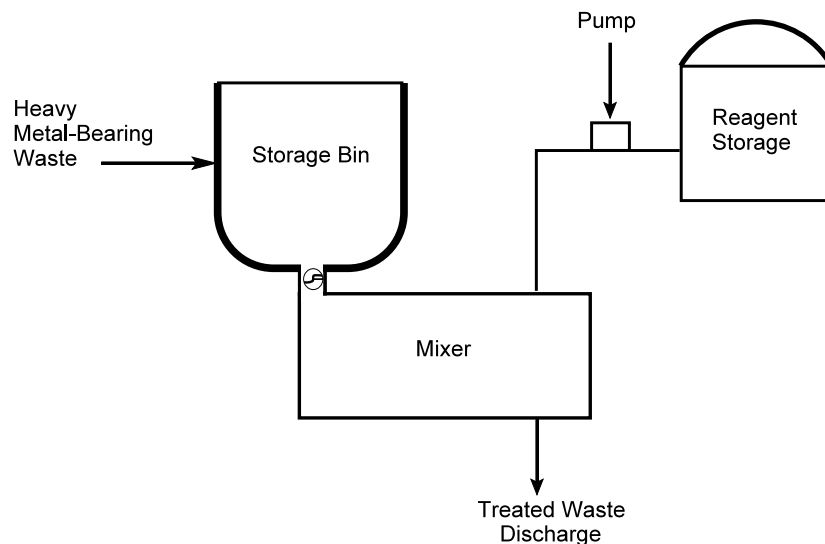 Pump
Heavy
Metal-Bearing
Waste
Storage Bin
Reagent
Storage
Mixer
Treated Waste
Discharge